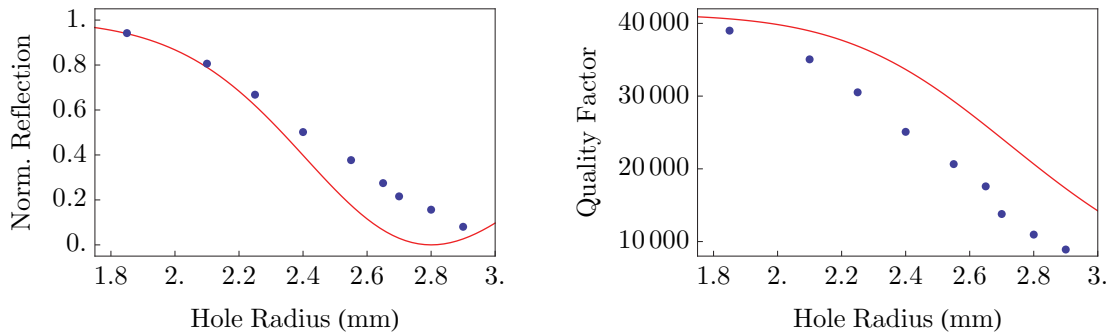 Norm. Reflection
1.
0.8
0.6
0.4
0.2
0.
1.8 2. 2.2 2.4 2.6 2.8 3.
Hole Radius (mm)
Quality Factor
40 000
30 000
20 000
10 000
1.8 2. 2.2 2.4 2.6 2.8 3.
Hole Radius (mm)